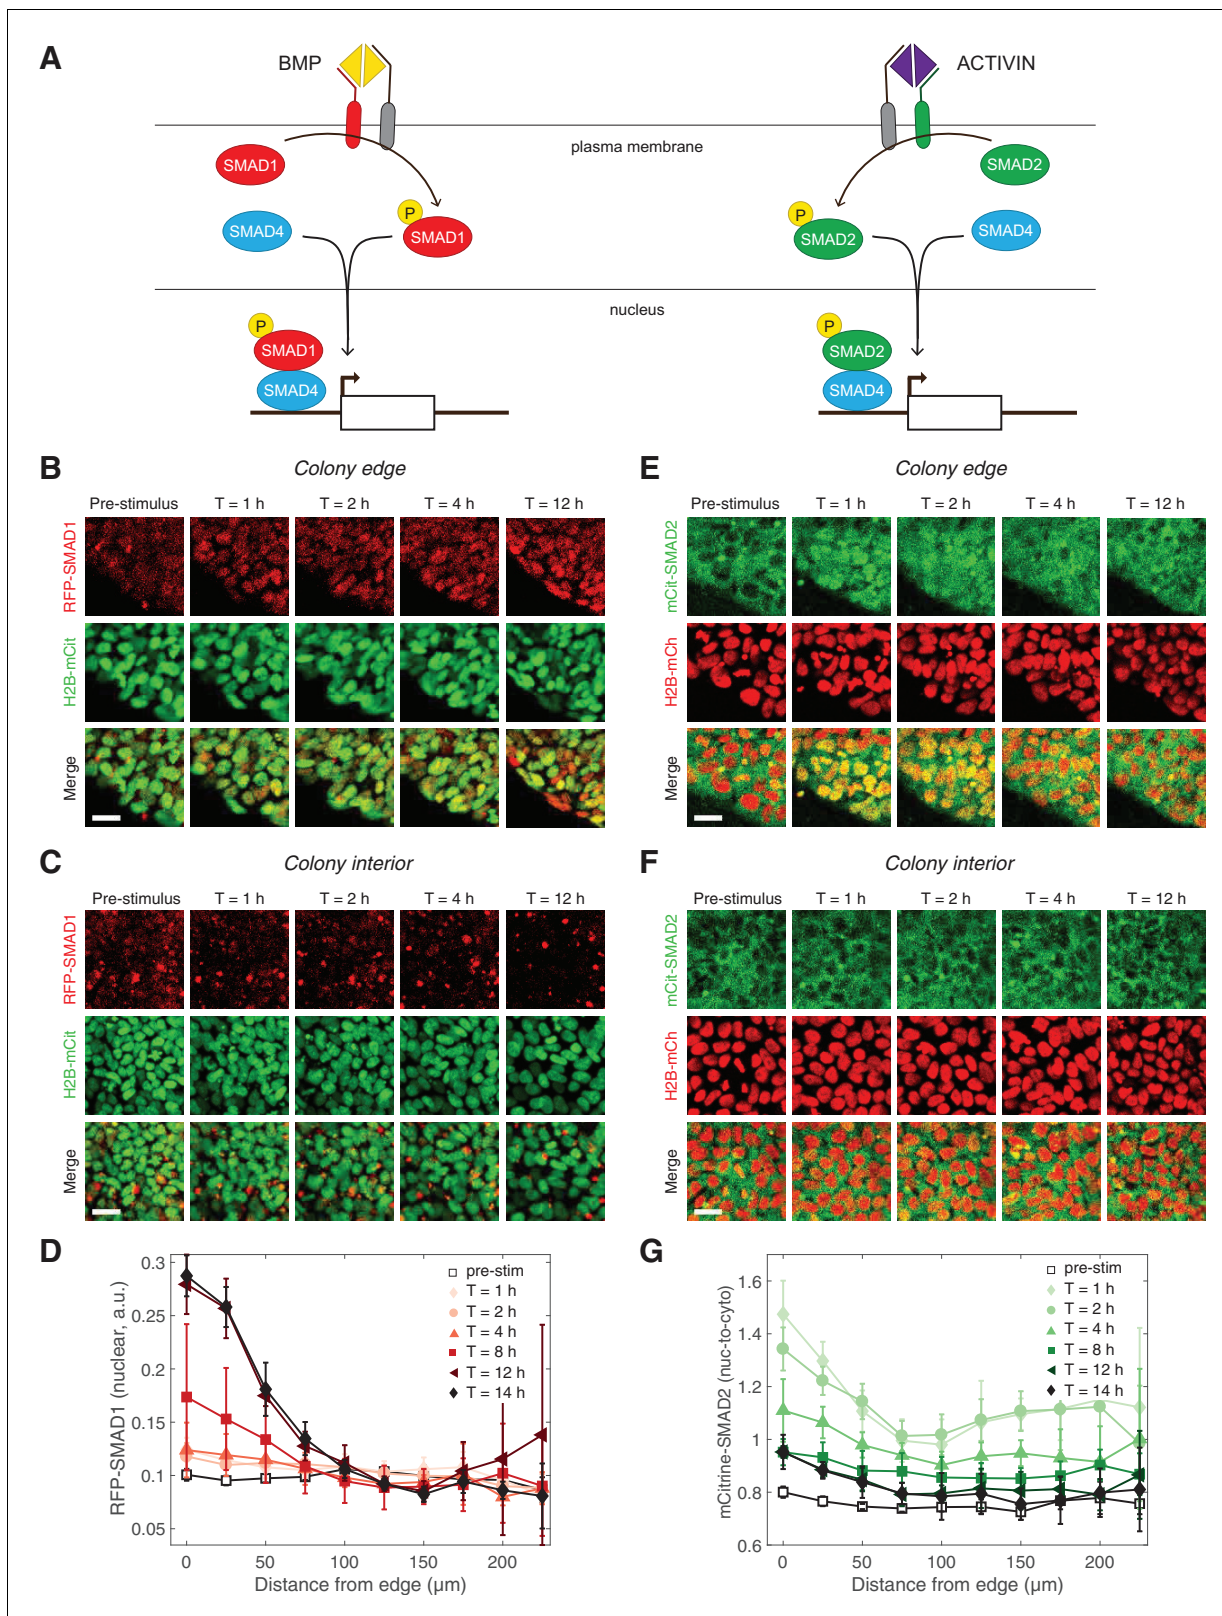 A
BMP
ACTIVIN
plasma membrane
SMAD1
SMAD2
P
P
SMAD4
SMAD1
SMAD2
SMAD4
nucleus
P
P
SMAD1
SMAD2
SMAD4
SMAD4
B
Colony edge
Pre-stimulus T = 1 h T = 2 h T = 4 h T = 12 h
RFP-SMAD1
H2B-mCit
Merge
E
Colony edge
Pre-stimulus T = 1 h T = 2 h T = 4 h T = 12 h
mCit-SMAD2
H2B-mCh
Merge
C
Colony interior
Pre-stimulus T = 1 h T = 2 h T = 4 h T = 12 h
RFP-SMAD1
H2B-mCit
Merge
F
Colony interior
Pre-stimulus T = 1 h T = 2 h T = 4 h T = 12 h
mCit-SMAD2
H2B-mCh
Merge
D
RFP-SMAD1 (nuclear, a.u.)
0.3
0.25
0.2
0.15
0.1
0.05
pre-stim
T = 1 h
T = 2 h
T = 4 h
T = 8 h
T = 12 h
T = 14 h
0 50 100 150 200
Distance from edge (μm)
G
mCitrine-SMAD2 (nuc-to-cyto)
1.6
1.4
1.2
1
0.8
0.6
pre-stim
T = 1 h
T = 2 h
T = 4 h
T = 8 h
T = 12 h
T = 14 h
0 50 100 150 200
Distance from edge (μm)